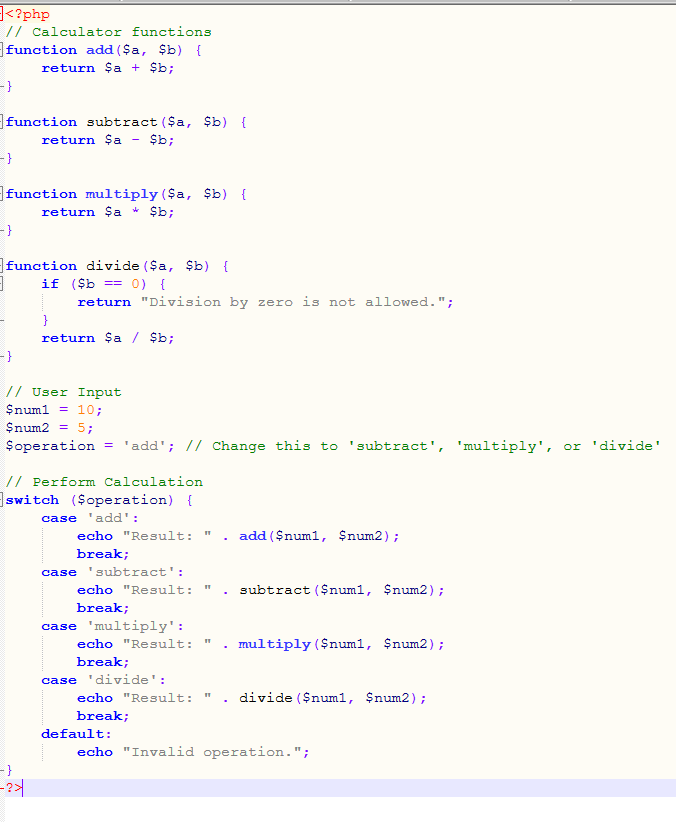 <?php
// Calculator functions
function add($a, $b) {
    return $a + $b;
}

function subtract($a, $b) {
    return $a - $b;
}

function multiply($a, $b) {
    return $a * $b;
}

function divide($a, $b) {
    if ($b == 0) {
        return "Division by zero is not allowed.";
    }
    return $a / $b;
}

// User Input
$num1 = 10;
$num2 = 5;
$operation = 'add'; // Change this to 'subtract', 'multiply', or 'divide'

// Perform Calculation
switch ($operation) {
    case 'add':
        echo "Result: " . add($num1, $num2);
        break;
    case 'subtract':
        echo "Result: " . subtract($num1, $num2);
        break;
    case 'multiply':
        echo "Result: " . multiply($num1, $num2);
        break;
    case 'divide':
        echo "Result: " . divide($num1, $num2);
        break;
    default:
        echo "Invalid operation.";
}
?>